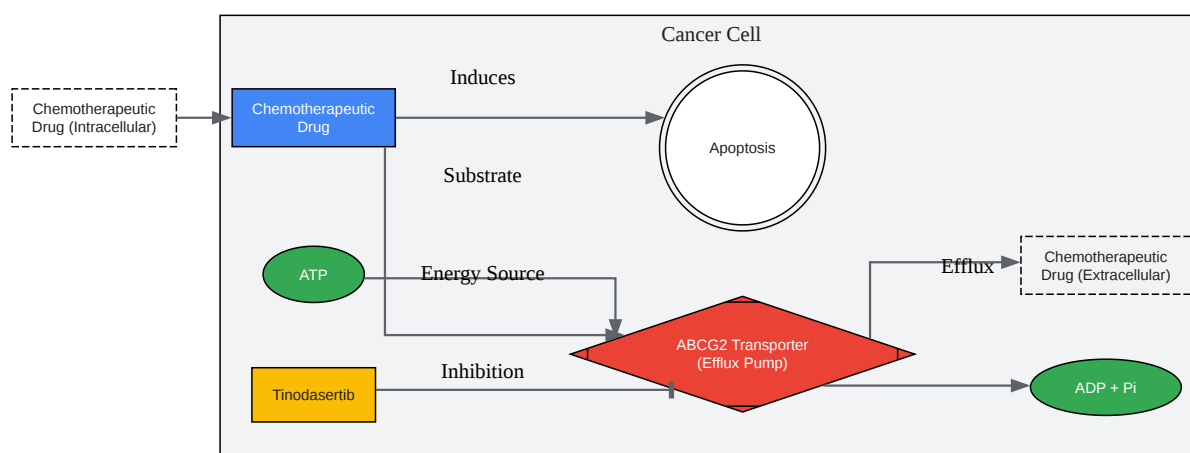 Cancer Cell
Induces
Chemotherapeutic
Drug (Intracellular)
Chemotherapeutic
Drug
Apoptosis
Substrate
ATP
Energy Source
Efflux
Chemotherapeutic
Drug (Extracellular)
ABCG2 Transporter
(Efflux Pump)
Inhibition
Tinodasertib
ADP + Pi